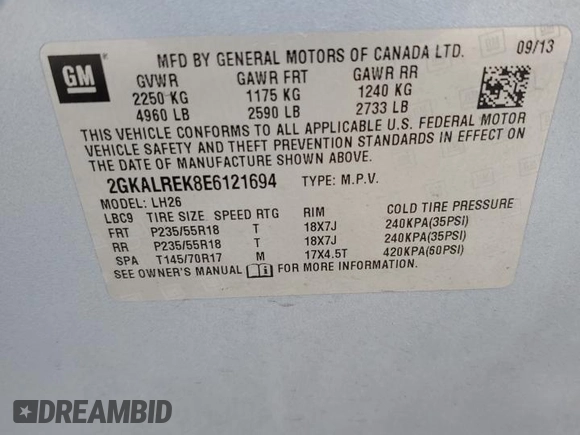 GM
MFD BY GENERAL MOTORS OF CANADA LTD. 09/13
GVWR GAWR FRT GAWR RR
2250 KG 1175 KG 1240 KG
4960 LB 2590 LB 2733 LB
THIS VEHICLE CONFORMS TO ALL APPLICABLE U.S. FEDERAL MOTOR
VEHICLE SAFETY AND THEFT PREVENTION STANDARDS IN EFFECT ON
THE DATE OF MANUFACTURE SHOWN ABOVE.
2GKALREK8E6121694 TYPE: M.P.V.
MODEL: LH26
LBC9 TIRE SIZE SPEED RTG RIM COLD TIRE PRESSURE
FRT P235/55R18 T 18X7J 240KPA(35PSI)
RR P235/55R18 T 18X7J 240KPA(35PSI)
SPA T145/70R17 M 17X4.5T 420KPA(60PSI)
SEE OWNER'S MANUAL FOR MORE INFORMATION.
DREAMBID